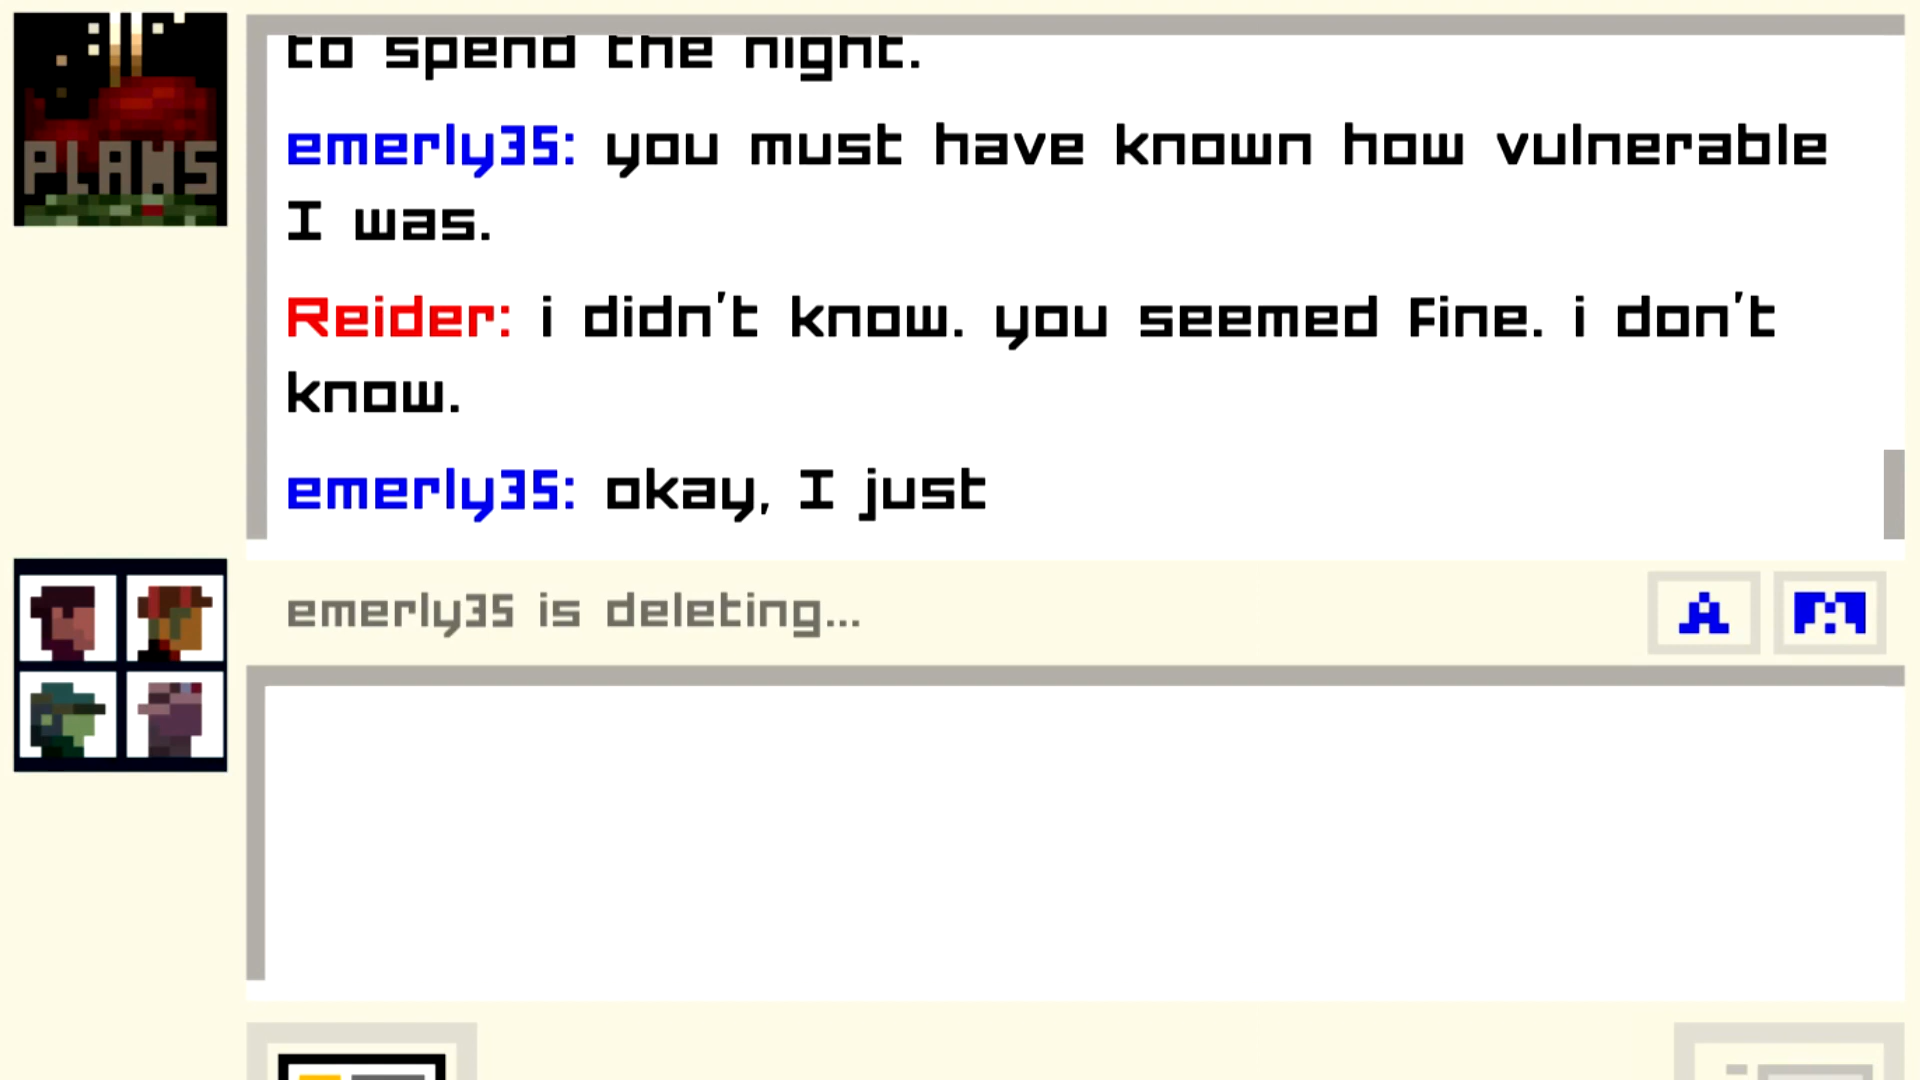 to spend the night.
emerly35: you must have known how vulnerable
I was.
Reider: i didn't know. you seemed fine. i don't
know.
emerly35: okay, I just
emerly35 is deleting...
PLANS
A